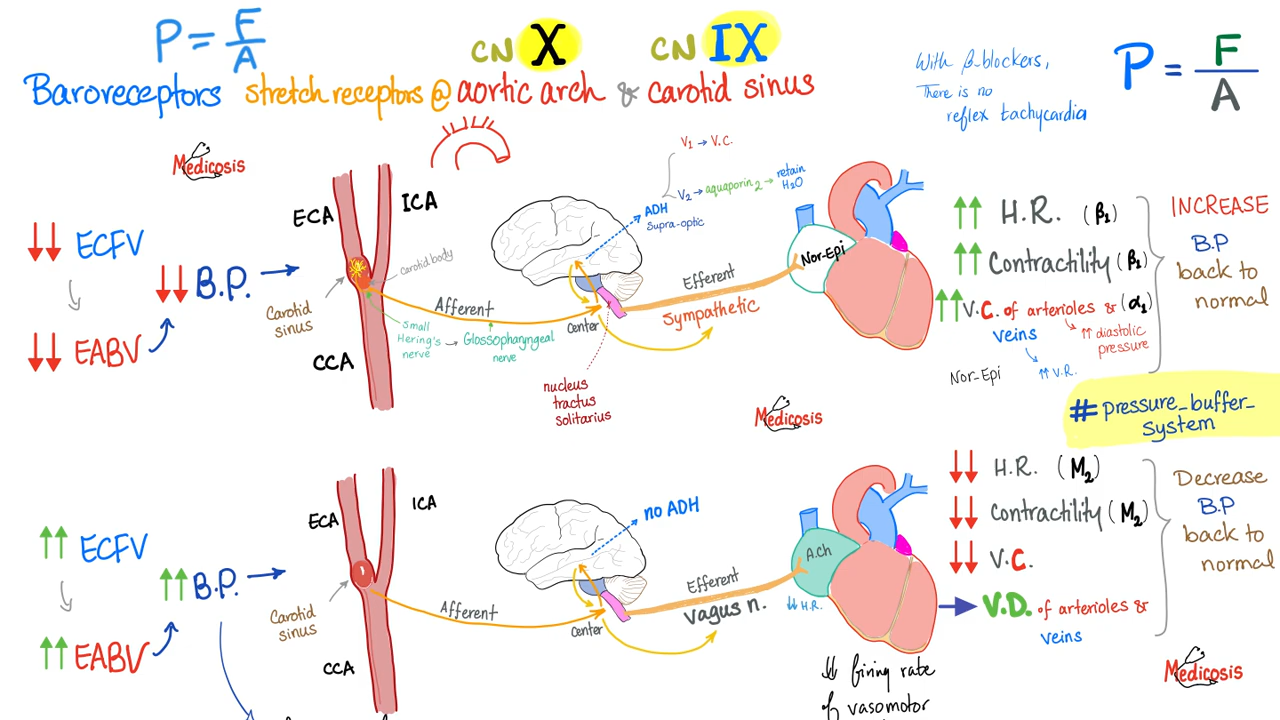 P = F/A
CN X
CN IX
Baroreceptors stretch receptors @ aortic arch & carotid sinus
With β-blockers,
There is no
reflex tachycardia
P = F/A
Medicosis
↓↓ ECFV
↓↓ EABV
↓↓ B.P.
ECA
ICA
carotid body
Carotid
sinus
CCA
Afferent
small
Hering's
nerve
→ Glossopharyngeal
nerve
Center
nucleus
tractus
solitarius
ADH
Supra-optic
V1 → V.C.
V2 → aquaporin 2 → retain
H2O
Efferent
Sympathetic
Nor-Epi
↑↑ H.R. (β1)
↑↑ Contractility (β1)
↑↑ V.C. of arterioles & (α1)
veins
↑↑ diastolic
pressure
↑↑ V.R.
Nor-Epi
INCREASE
B.P
back to
normal
Medicosis
#pressure_buffer_
system
↑↑ ECFV
↑↑ EABV
↑↑ B.P.
ECA
ICA
Carotid
sinus
CCA
Afferent
Center
no ADH
Efferent
vagus n.
A.ch
↓↓ H.R.
↓↓ H.R. (M2)
↓↓ Contractility (M2)
↓↓ V.C.
V.D. of arterioles &
veins
Decrease
B.P
back to
normal
↓↓ firing rate
of vasomotor
Medicosis